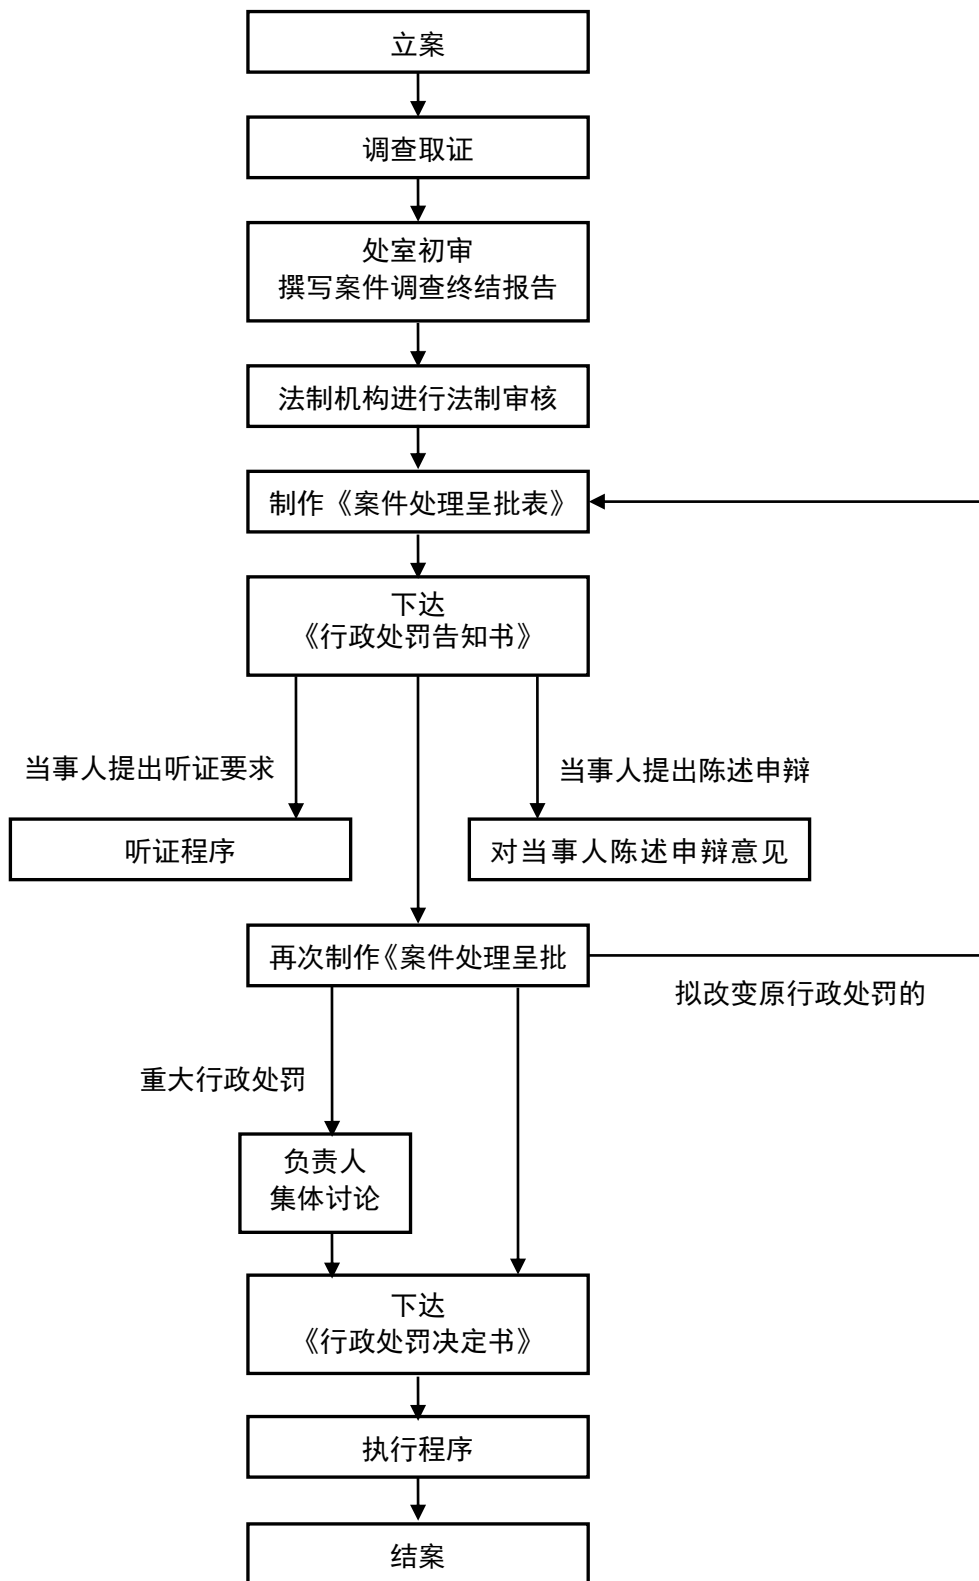 立案
调查取证
处室初审
撰写案件调查终结报告
法制机构进行法制审核
制作《案件处理呈批表》
下达
《行政处罚告知书》
当事人提出听证要求
当事人提出陈述申辩
听证程序
对当事人陈述申辩意见
再次制作《案件处理呈批
拟改变原行政处罚的
重大行政处罚
负责人
集体讨论
下达
《行政处罚决定书》
执行程序
结案